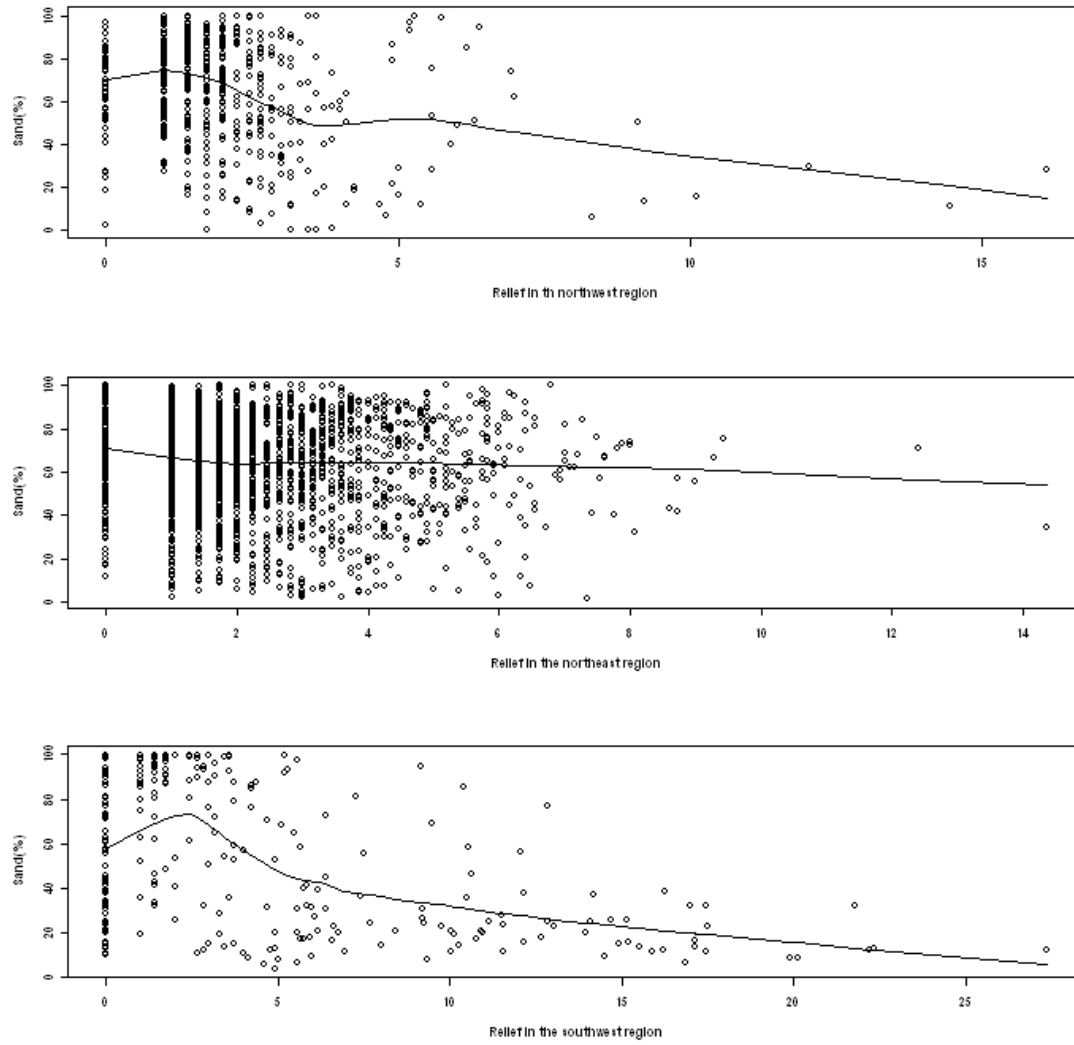 100
80
60
40
20
0
Sand(%)
0 5 10 15
Relief in th northwest region
100
80
60
40
20
0
Sand(%)
0 2 4 6 8 10 12 14
Relief in the northeast region
100
80
60
40
20
0
Sand(%)
0 5 10 15 20 25
Relief in the southwest region